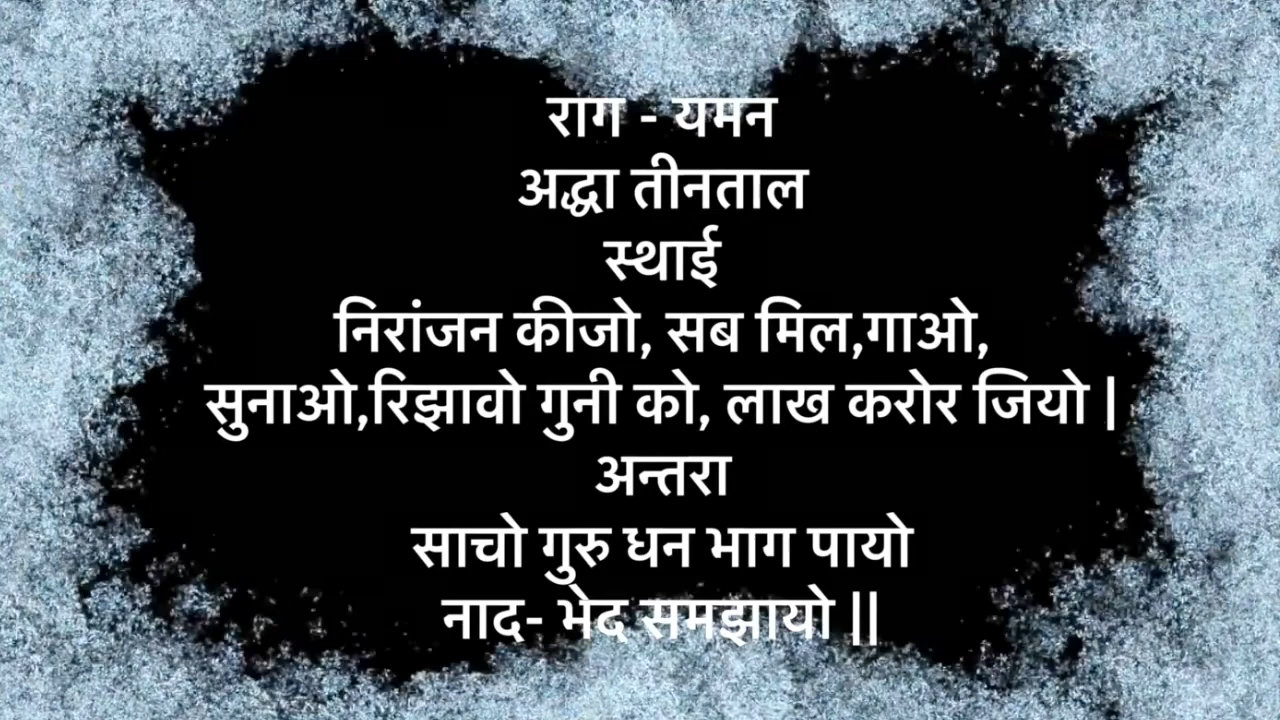 राग - यमन
अद्धा तीनताल
स्थाई
निरांजन कीजो, सब मिल,गाओ,
सुनाओ,रिझावो गुनी को, लाख करोर जियो |
अन्तरा
साचो गुरु धन भाग पायो
नाद- भेद समझायो ||